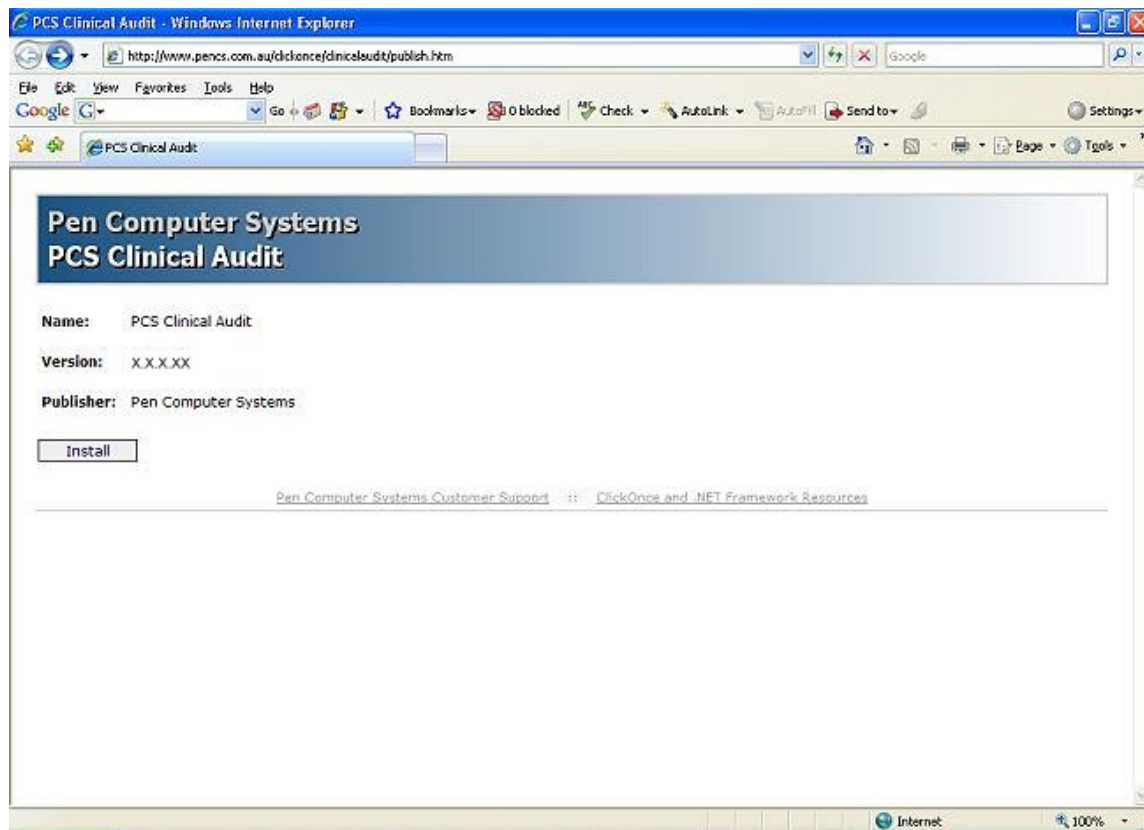 PCS Clinical Audit - Windows Internet Explorer
http://www.pencs.com.au/clickonce/clinicalaudit/publish.htm
Google
File Edit View Favorites Tools Help
Google G Go Bookmarks 0 blocked ABC Check AutoLink AutoFill Send to Settings
PCS Clinical Audit Page Tools
Pen Computer Systems
PCS Clinical Audit
Name: PCS Clinical Audit
Version: X.X.X.XX
Publisher: Pen Computer Systems
Install
Pen Computer Systems Customer Support :: ClickOnce and .NET Framework Resources
Internet 100%